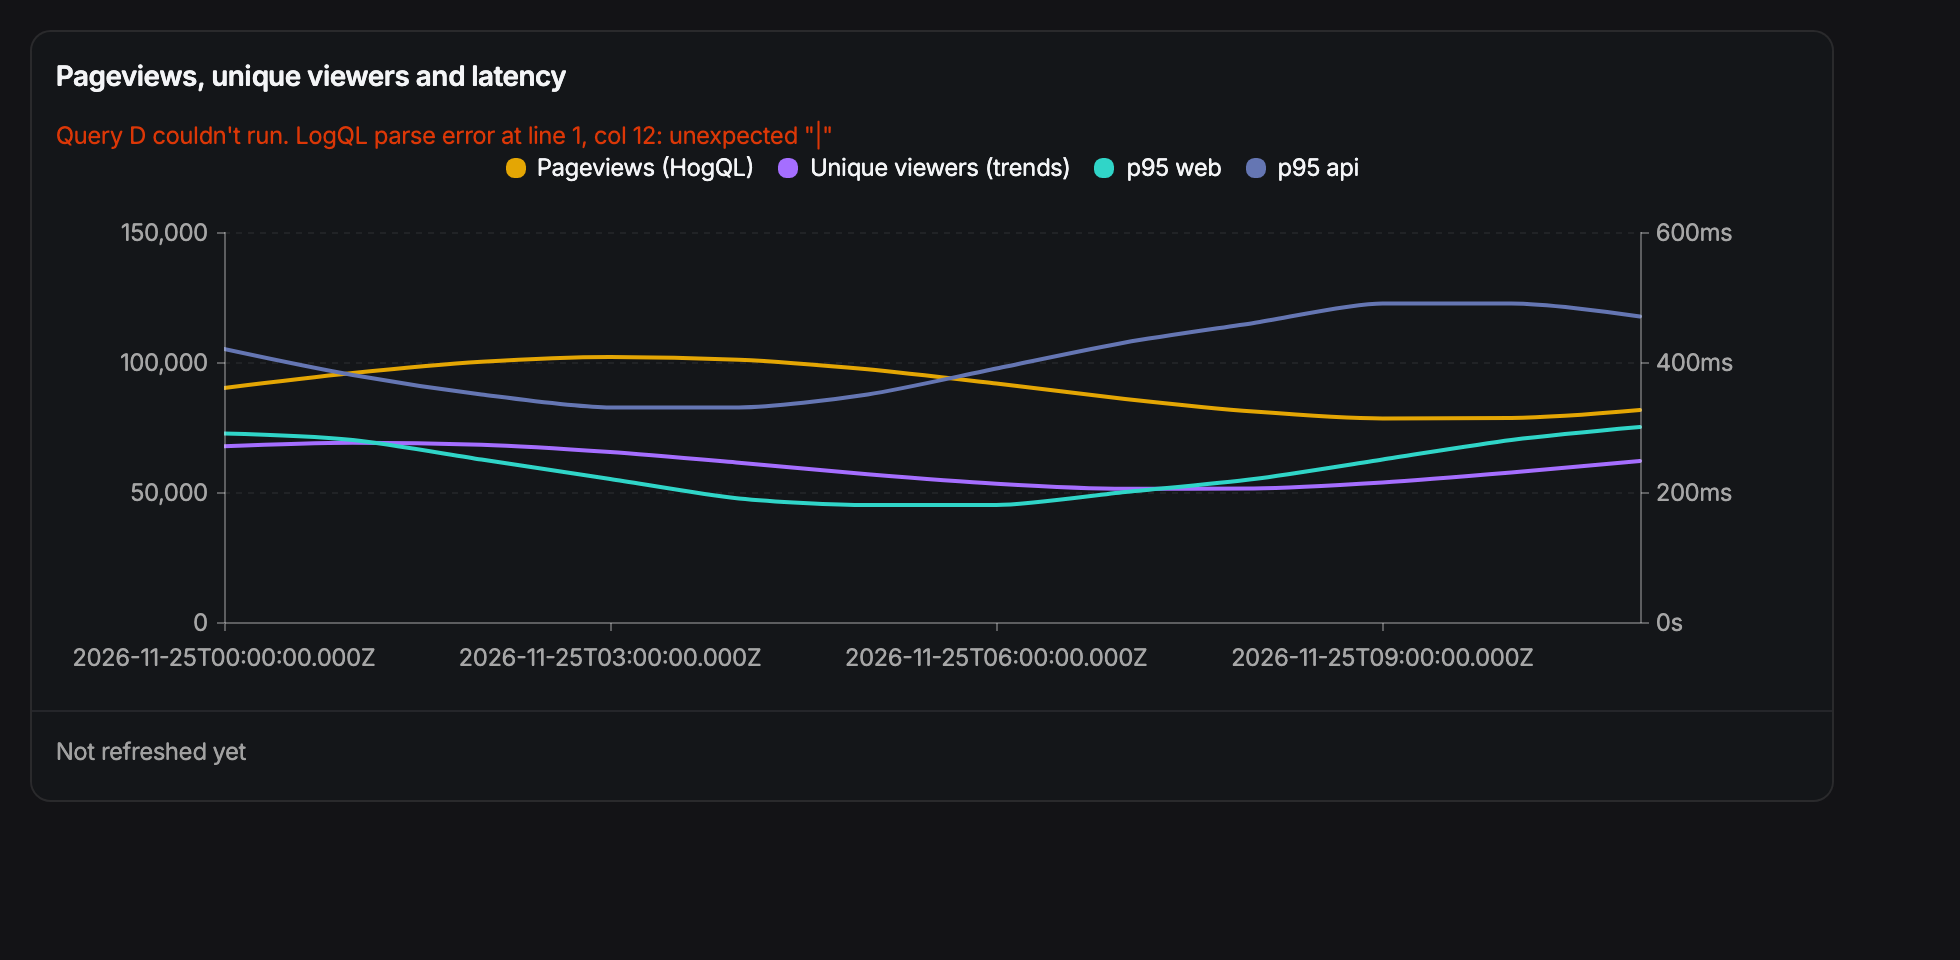 Pageviews, unique viewers and latency
Query D couldn't run. LogQL parse error at line 1, col 12: unexpected "|"
Pageviews (HogQL) Unique viewers (trends) p95 web p95 api
150,000 600ms
100,000 400ms
50,000 200ms
0 0s
2026-11-25T00:00:00.000Z 2026-11-25T03:00:00.000Z 2026-11-25T06:00:00.000Z 2026-11-25T09:00:00.000Z
Not refreshed yet